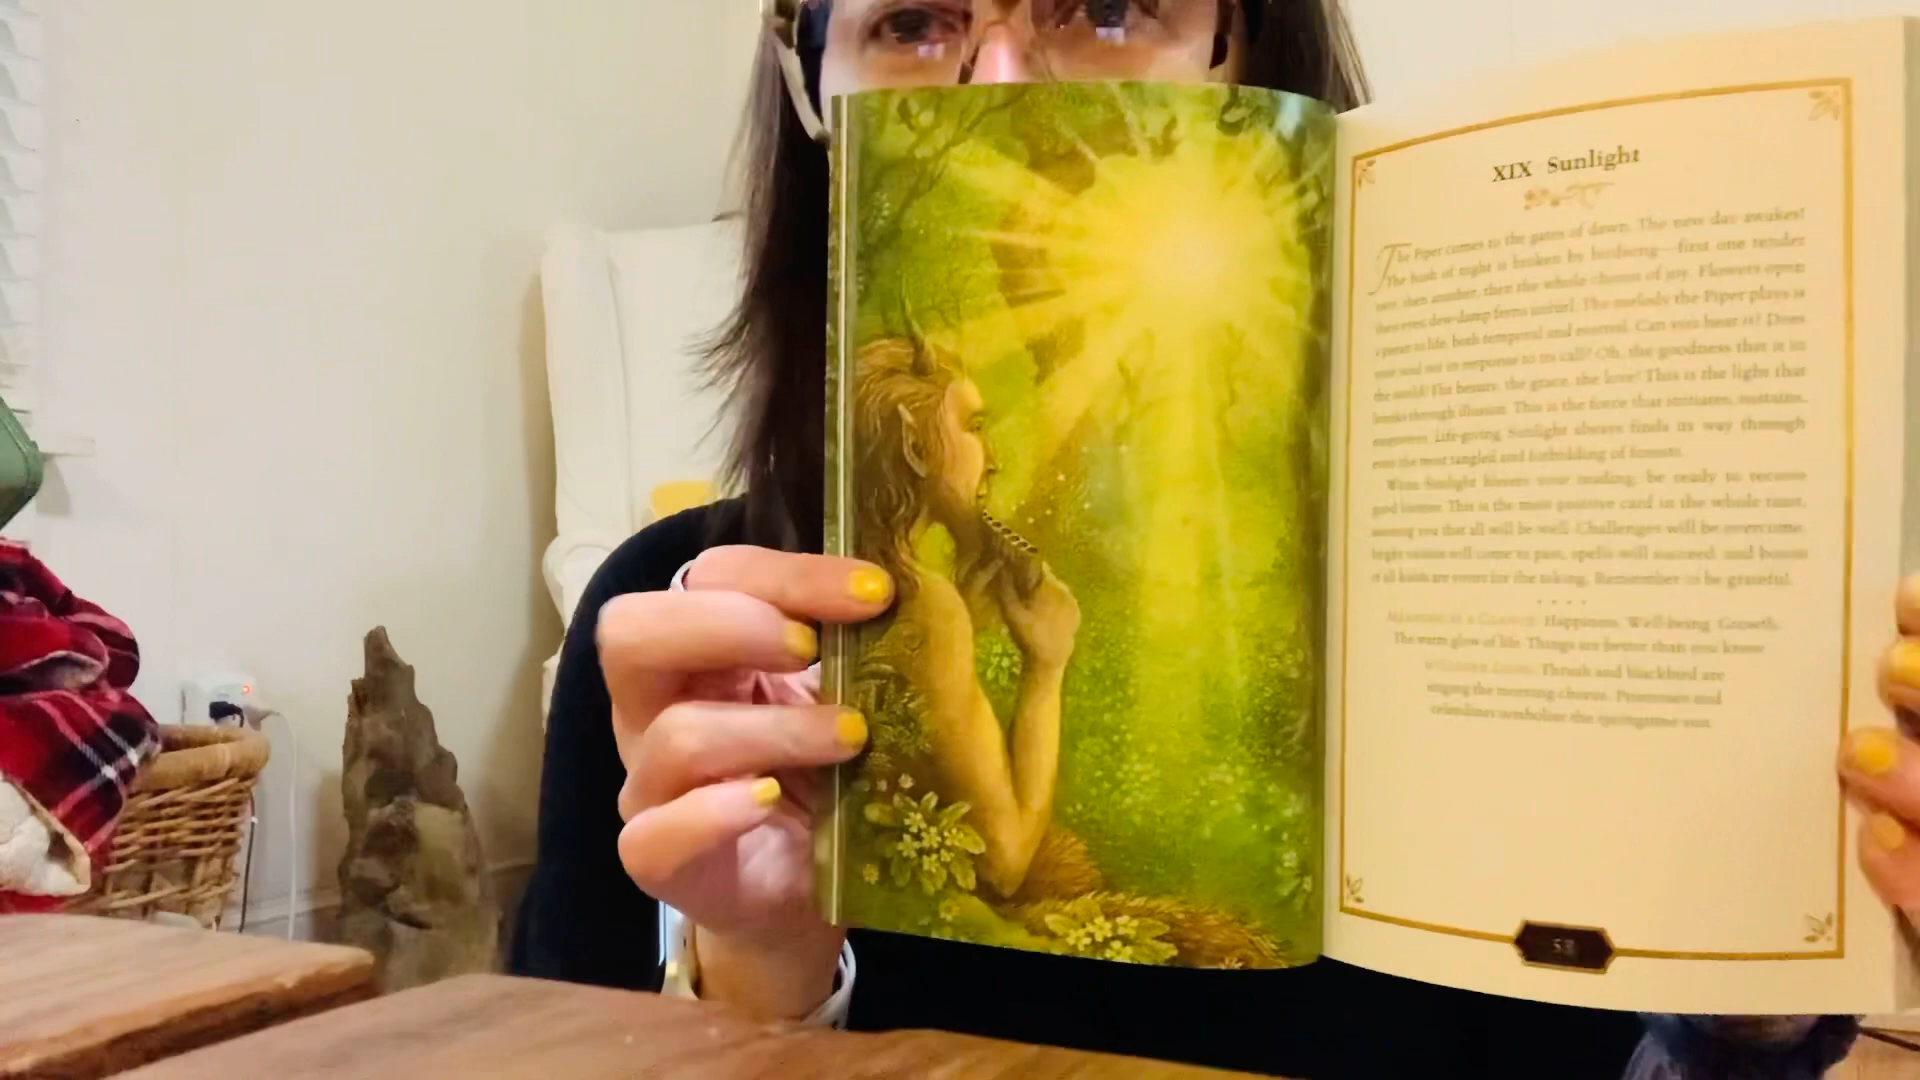 XIX Sunlight
The Piper comes to the gates of dawn. The new day awakes!
The hush of night is broken by birdsong—first one tender
note, then another, then the whole chorus of joy. Flowers open
their eyes, dew-damp ferns unfurl. The melody the Piper plays is
a paean to life, both temporal and eternal. Can you hear it? Does
your soul stir in response to its call? Oh, the goodness that is in
the world! The beauty, the grace, the love! This is the light that
breaks through illusion. This is the force that initiates, sustains,
empowers. Life-giving Sunlight always finds its way through
even the most tangled and forbidding of forests.
When Sunlight blesses your reading, be ready to receive
good fortune. This is the most positive card in the whole tarot,
assuring you that all will be well. Challenges will be overcome,
bright visions will come to pass, spells will succeed, and boons
of all kinds are yours for the taking. Remember to be grateful.
Happiness. Well-being. Growth.
The warm glow of life. Things are better than you know.
Thrush and blackbird are
singing the morning chorus. Primroses and
celandines symbolize the springtime sun.
58